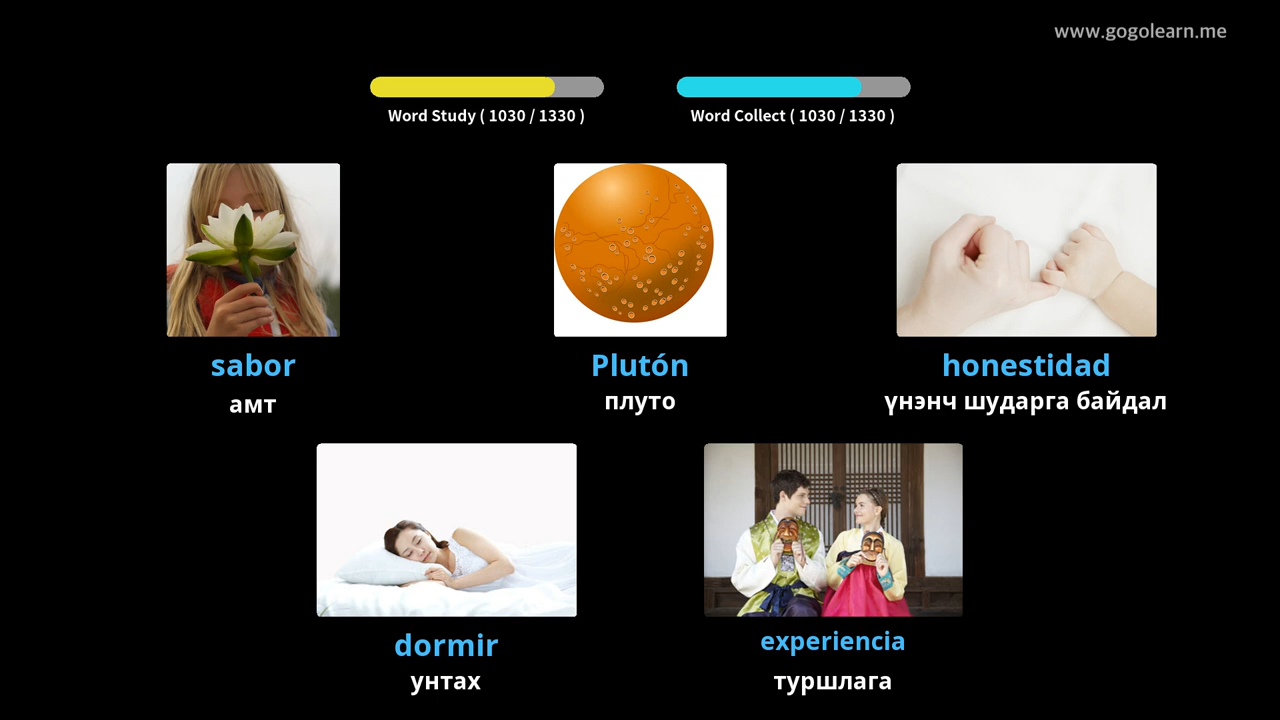 www.gogolearn.me
Word Study ( 1030 / 1330 )
Word Collect ( 1030 / 1330 )
sabor
амт
Plutón
плуто
honestidad
үнэнч шударга байдал
dormir
унтах
experiencia
туршлага